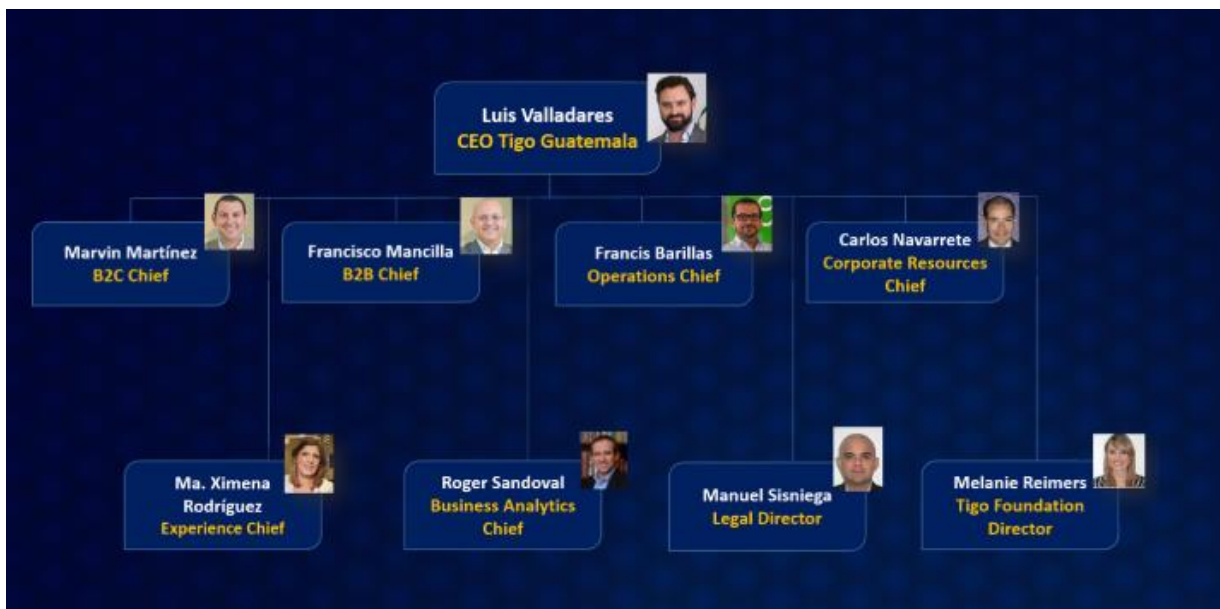 Luis Valladares
CEO Tigo Guatemala
Marvin Martínez
B2C Chief
Francisco Mancilla
B2B Chief
Francis Barillas
Operations Chief
Carlos Navarrete
Corporate Resources
Chief
Ma. Ximena
Rodríguez
Experience Chief
Roger Sandoval
Business Analytics
Chief
Manuel Sisniega
Legal Director
Melanie Reimers
Tigo Foundation
Director